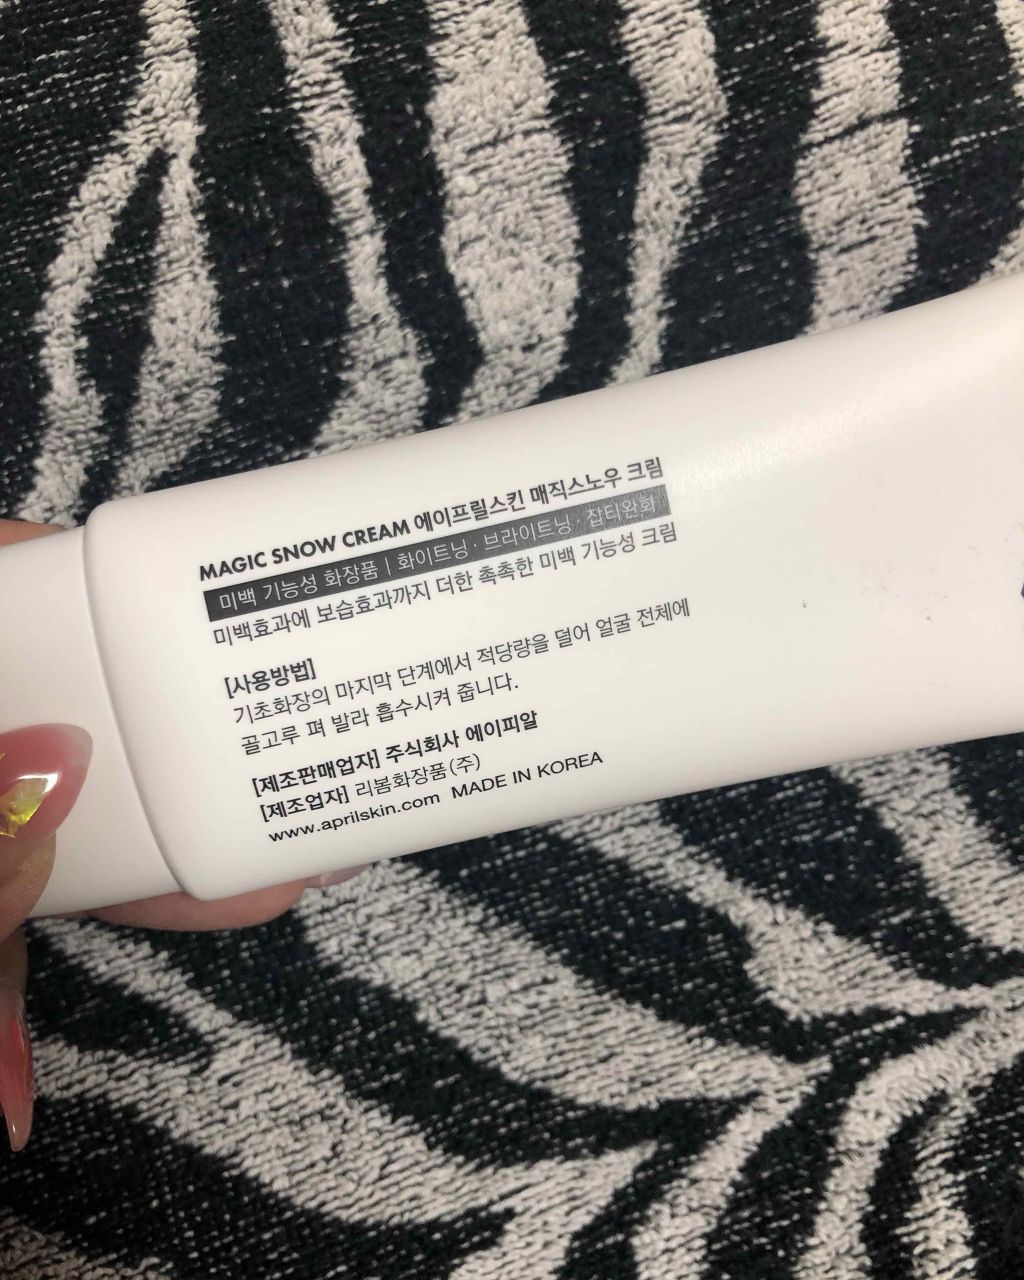 MAGIC SNOW CREAM 에이프릴스킨 매직스노우 크림
미백 기능성 화장품 | 화이트닝 · 브라이트닝 · 잡티완화
미백효과에 보습효과까지 더한 촉촉한 미백 기능성 크림
[사용방법]
기초화장의 마지막 단계에서 적당량을 덜어 얼굴 전체에
골고루 펴 발라 흡수시켜 줍니다.
[제조판매업자] 주식회사 에이피알
[제조업자] 리봄화장품(주)
www.aprilskin.com MADE IN KOREA